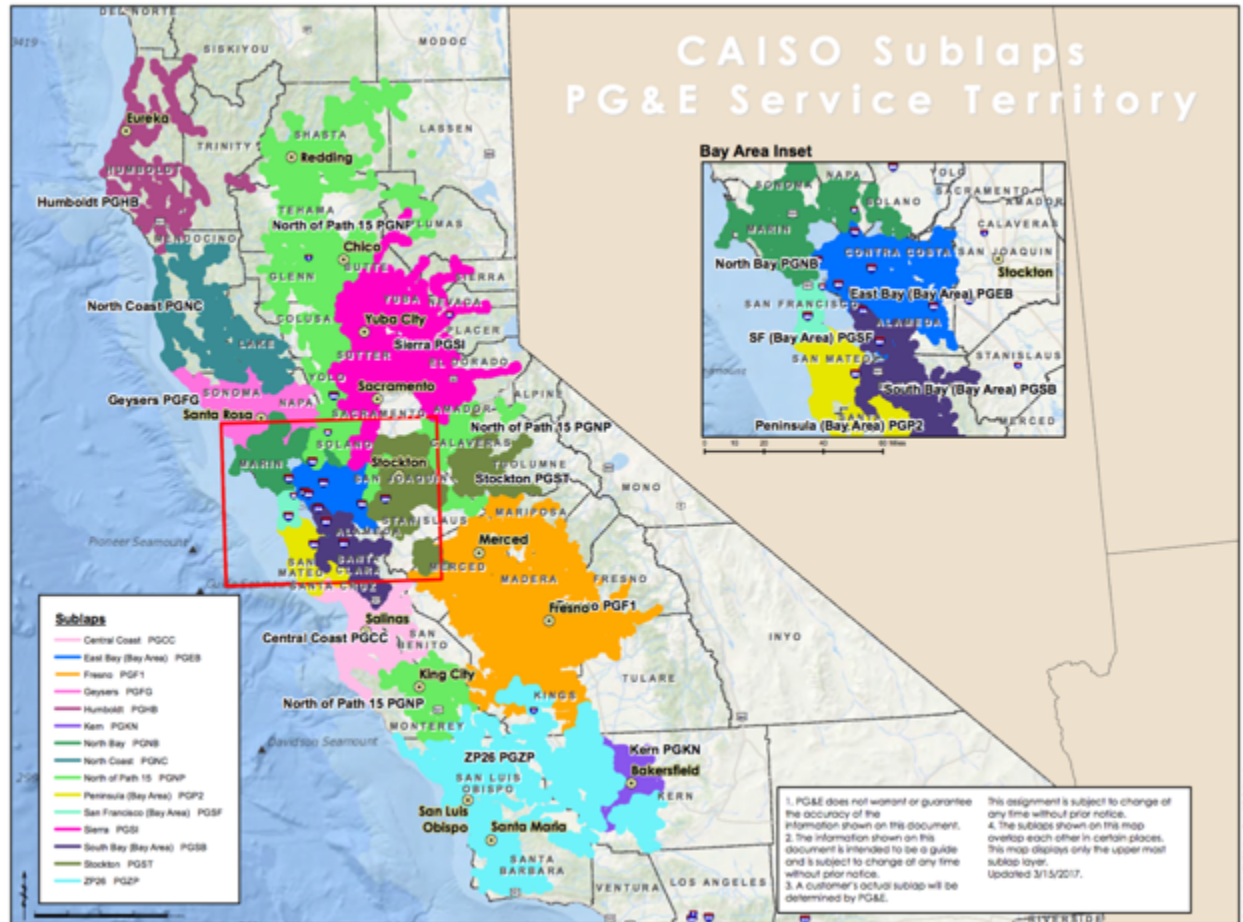 DEL NORTE
SISKIYOU
MODOC
CAISO Sublaps
PG&E Service Territory
Eureka
TRINITY
SHASTA
LASSEN
Redding
HUMBOLDT
Humboldt PGHB
TEHAMA
North of Path 15 PGNP
PLUMAS
MENDOCINO
Chico
BUTTE
GLENN
SIERRA
North Coast PGNC
YUBA
NEVADA
COLUSA
Yuba City
PLACER
LAKE
SUTTER
Sierra PGSI
EL DORADO
YOLO
Geysers PGFG
SONOMA
NAPA
Sacramento
ALPINE
Santa Rosa
SACRAMENTO
AMADOR
North of Path 15 PGNP
SOLANO
CALAVERAS
MARIN
Stockton
TUOLUMNE
SAN JOAQUIN
Stockton PGST
MONO
STANISLAUS
MARIPOSA
ALAMEDA
Pioneer Seamount
Merced
SANTA CLARA
SAN MATEO
MERCED
MADERA
FRESNO
SANTA CRUZ
Fresno PGF1
Salinas
Central Coast PGCC
SAN BENITO
INYO
King City
TULARE
North of Path 15 PGNP
KINGS
MONTEREY
Davidson Seamount
ZP26 PGZP
Kern PGKN
SAN LUIS OBISPO
Bakersfield
KERN
San Luis Obispo
Santa Maria
SANTA BARBARA
VENTURA
LOS ANGELES
RIVERSIDE
Bay Area Inset
SONOMA
NAPA
YOLO
SACRAMENTO
AMADOR
SOLANO
CALAVERAS
MARIN
CONTRA COSTA
SAN JOAQUIN
North Bay PGNB
Stockton
East Bay (Bay Area) PGEB
SAN FRANCISCO
ALAMEDA
SF (Bay Area) PGSF
SAN MATEO
STANISLAUS
South Bay (Bay Area) PGSB
SANTA
MERCED
Peninsula (Bay Area) PGP2
0 10 20 40 60 Miles
Sublaps
Central Coast PGCC
East Bay (Bay Area) PGEB
Fresno PGF1
Geysers PGFG
Humboldt PGHB
Kern PGKN
North Bay PGNB
North Coast PGNC
North of Path 15 PGNP
Peninsula (Bay Area) PGP2
San Francisco (Bay Area) PGSF
Sierra PGSI
South Bay (Bay Area) PGSB
Stockton PGST
ZP26 PGZP
1. PG&E does not warrant or guarantee
the accuracy of the
information shown on this document.
2. The information shown on this
document is intended to be a guide
and is subject to change at any time
without prior notice.
3. A customer's actual sublap will be
determined by PG&E.
This assignment is subject to change at
any time without prior notice.
4. The sublaps shown on this map
overlap each other in certain places.
This map displays only the upper most
sublap layer.
Updated 3/15/2017.